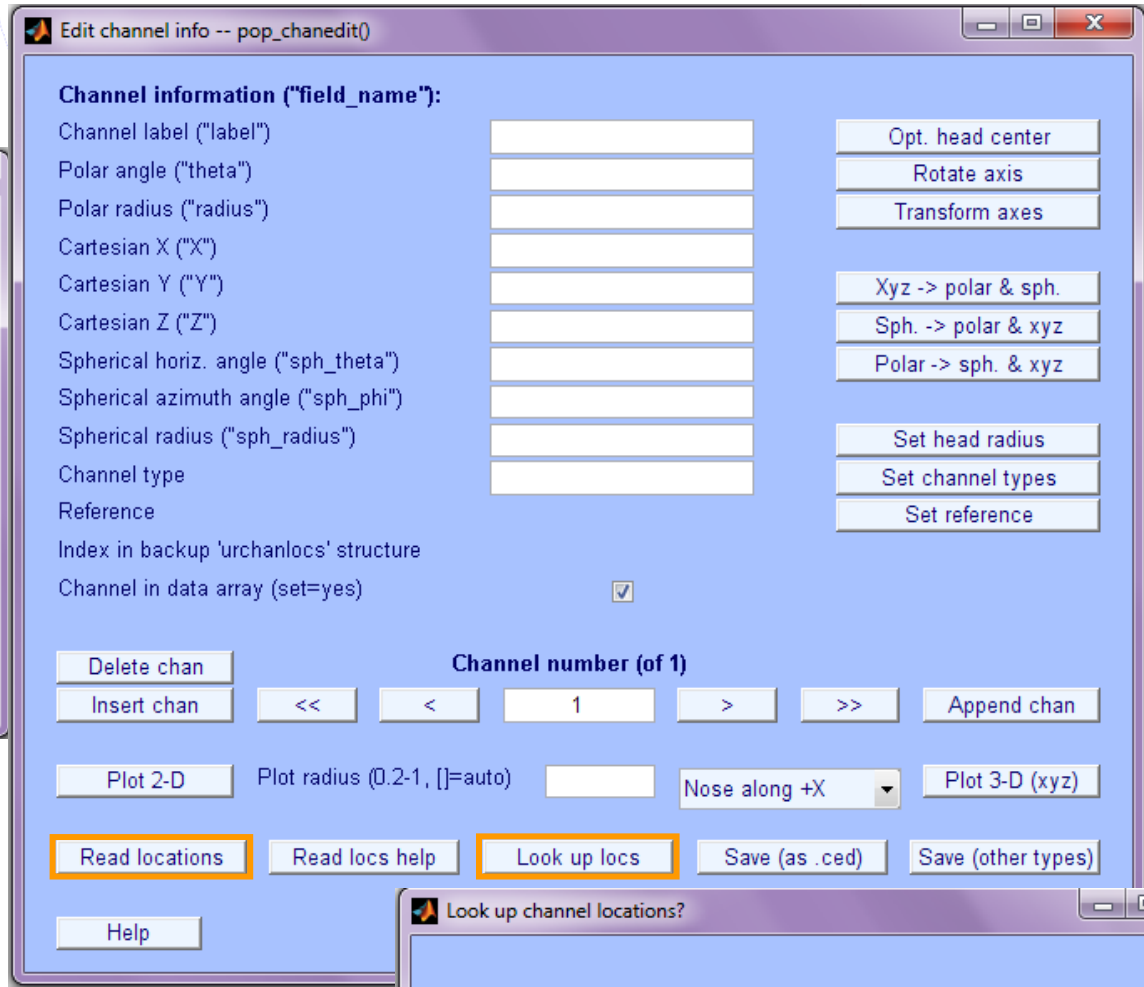 Edit channel info -- pop_chanedit()
Channel information ("field_name"):
Channel label ("label")
Opt. head center
Polar angle ("theta")
Rotate axis
Polar radius ("radius")
Transform axes
Cartesian X ("X")
Cartesian Y ("Y")
Xyz -> polar & sph.
Cartesian Z ("Z")
Sph. -> polar & xyz
Spherical horiz. angle ("sph_theta")
Polar -> sph. & xyz
Spherical azimuth angle ("sph_phi")
Spherical radius ("sph_radius")
Set head radius
Channel type
Set channel types
Reference
Set reference
Index in backup 'urchanlocs' structure
Channel in data array (set=yes)
Delete chan
Channel number (of 1)
Insert chan << < 1 > >> Append chan
Plot 2-D Plot radius (0.2-1, []=auto) Nose along +X Plot 3-D (xyz)
Read locations Read locs help Look up locs Save (as .ced) Save (other types)
Help
Look up channel locations?